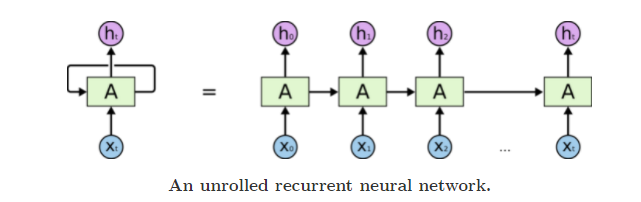 hₜ h₀ h₁ h₂ hₜ
A = A A A A
xₜ x₀ x₁ x₂ ... xₜ
An unrolled recurrent neural network.